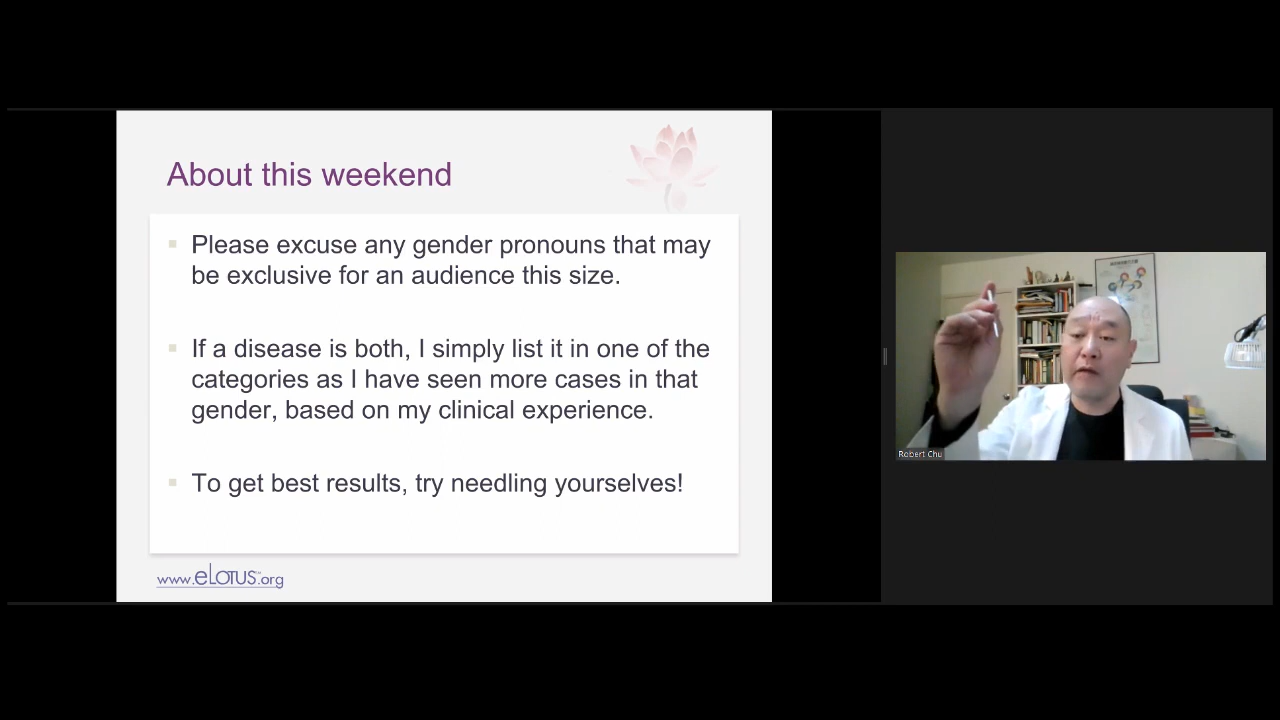 About this weekend
Please excuse any gender pronouns that may
be exclusive for an audience this size.
If a disease is both, I simply list it in one of the
categories as I have seen more cases in that
gender, based on my clinical experience.
To get best results, try needling yourselves!
www.eLOTUS.org
Robert Chu